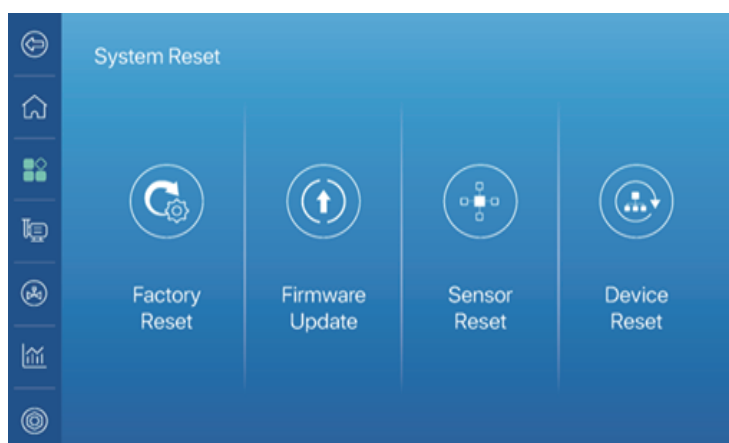 System Reset
Factory
Reset
Firmware
Update
Sensor
Reset
Device
Reset